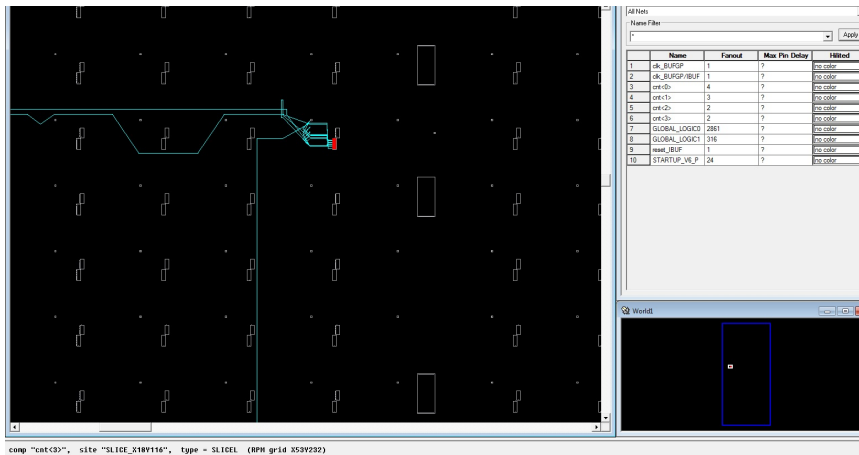 All Nets
Name Filter
*
Apply
Name Fanout Max Pin Delay Hilited
1 clk_BUFGP 1 ? no color
2 clk_BUFGP/IBUF 1 ? no color
3 cnt<0> 4 ? no color
4 cnt<1> 3 ? no color
5 cnt<2> 2 ? no color
6 cnt<3> 2 ? no color
7 GLOBAL_LOGIC0 2861 ? no color
8 GLOBAL_LOGIC1 316 ? no color
9 reset_IBUF 1 ? no color
10 STARTUP_V6_P 24 ? no color
World1
comp "cnt<3>", site "SLICE_X18Y116", type = SLICEL (RPM grid X53Y232)